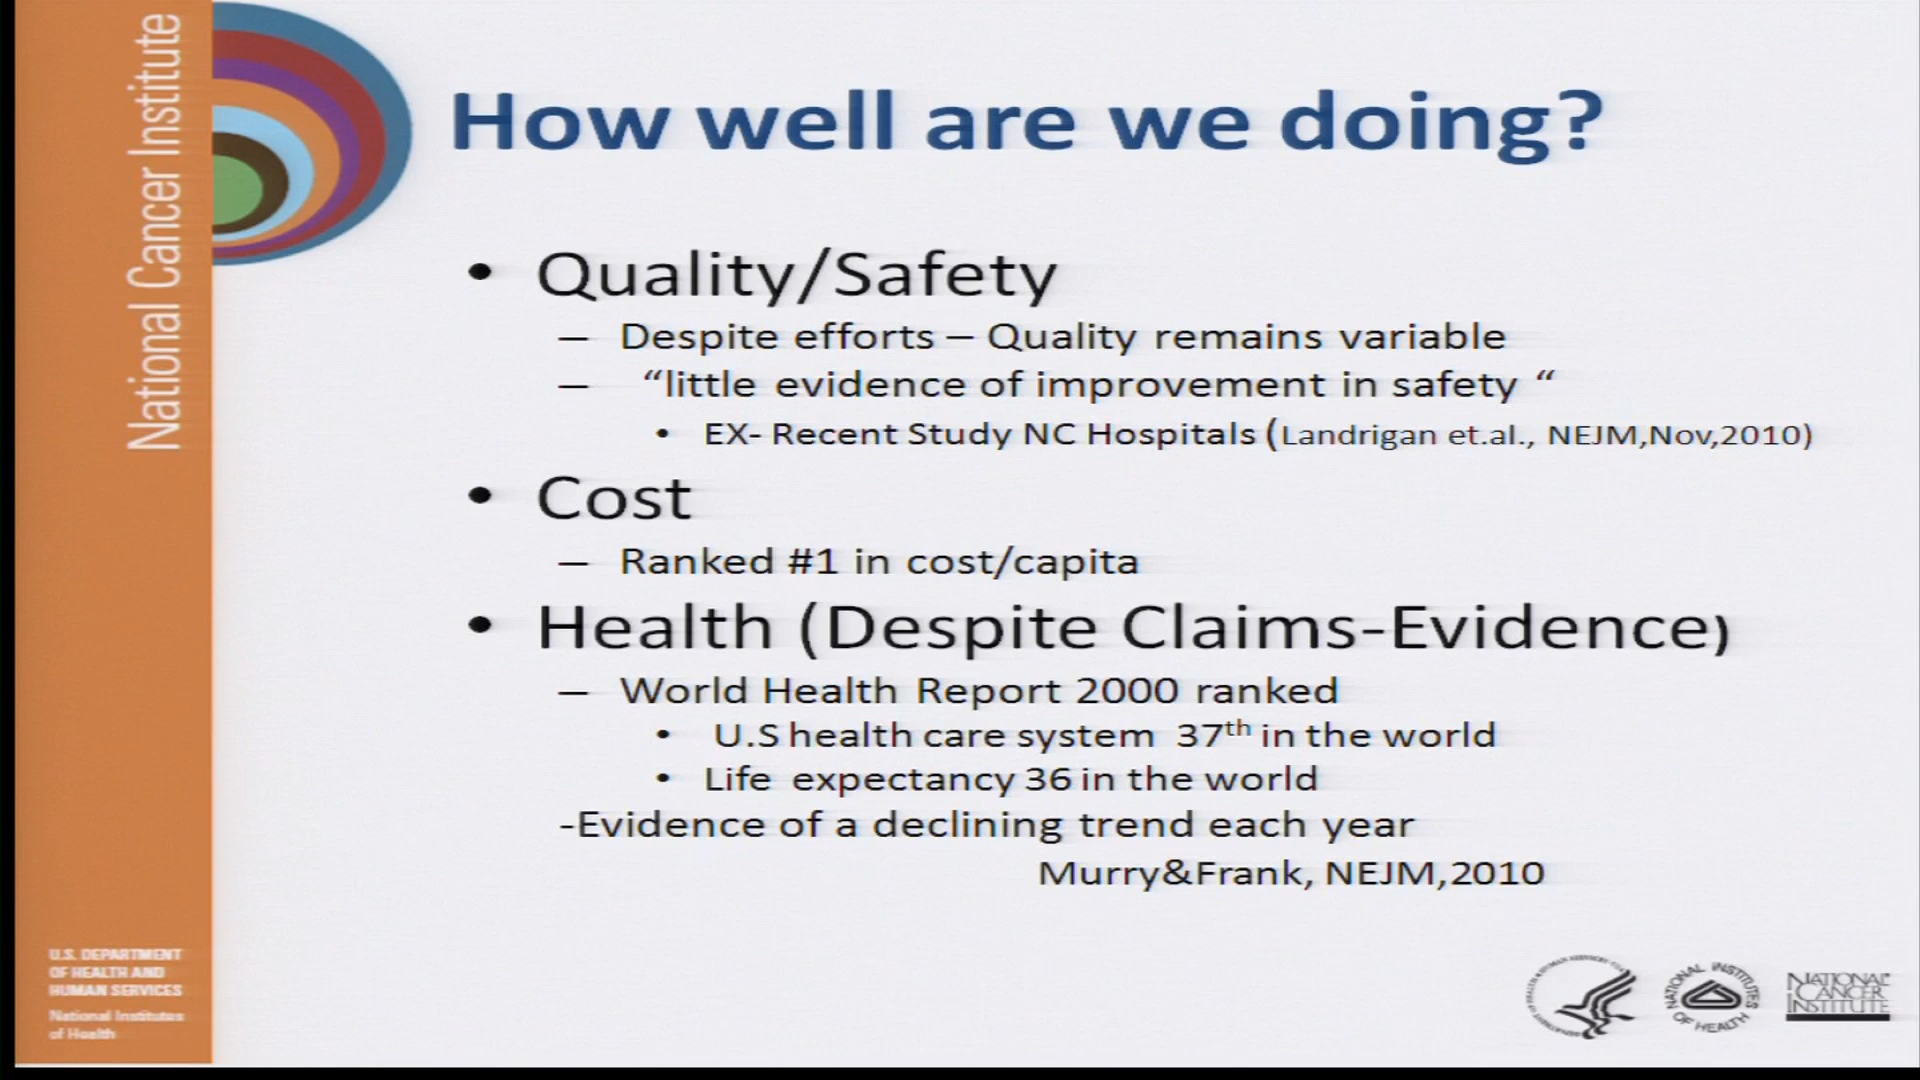 National Cancer Institute
How well are we doing?
• Quality/Safety
– Despite efforts – Quality remains variable
– “little evidence of improvement in safety “
• EX- Recent Study NC Hospitals (Landrigan et.al., NEJM,Nov,2010)
• Cost
– Ranked #1 in cost/capita
• Health (Despite Claims-Evidence)
– World Health Report 2000 ranked
• U.S health care system 37th in the world
• Life expectancy 36 in the world
-Evidence of a declining trend each year
Murry&Frank, NEJM,2010
U.S. DEPARTMENT
OF HEALTH AND
HUMAN SERVICES
National Institutes
of Health
NATIONAL INSTITUTES
OF HEALTH
NATIONAL
CANCER
INSTITUTE